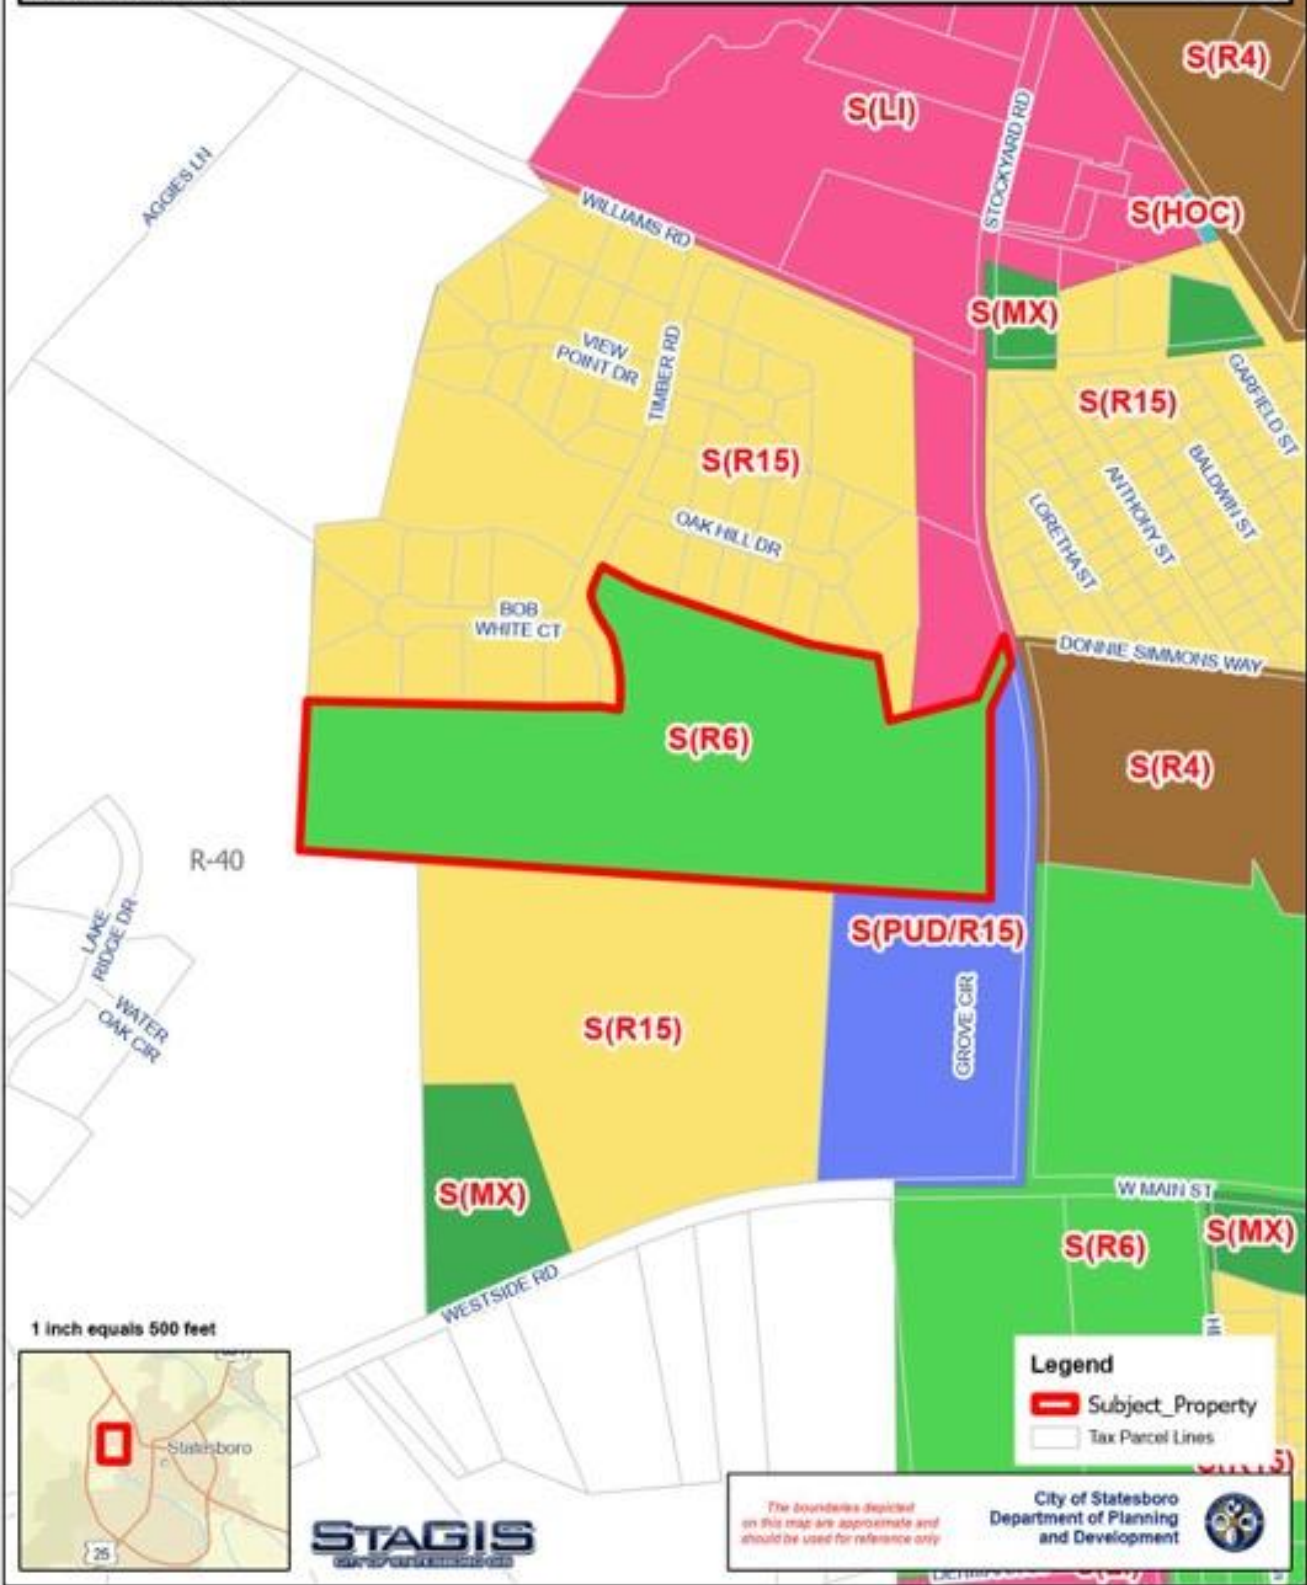 S(R4)
S(LI)
AGGIES LN
STOCKYARD RD
WILLIAMS RD
S(HOC)
S(MX)
VIEW
POINT DR
TIMBER RD
GARFIELD ST
S(R15)
S(R15)
BALDWIN ST
ANTHONY ST
LORETHA ST
OAK HILL DR
BOB
WHITE CT
DONNIE SIMMONS WAY
S(R6)
S(R4)
R-40
LAKE
RIDGE DR
S(PUD/R15)
WATER
OAK CIR
S(R15)
GROVE CIR
S(MX)
W MAIN ST
S(R6)
S(MX)
WESTSIDE RD
1 inch equals 500 feet
Statesboro
25
Legend
Subject_Property
Tax Parcel Lines
STAGIS
CITY OF STATESBORO GIS
The boundaries depicted
on this map are approximate and
should be used for reference only
City of Statesboro
Department of Planning
and Development